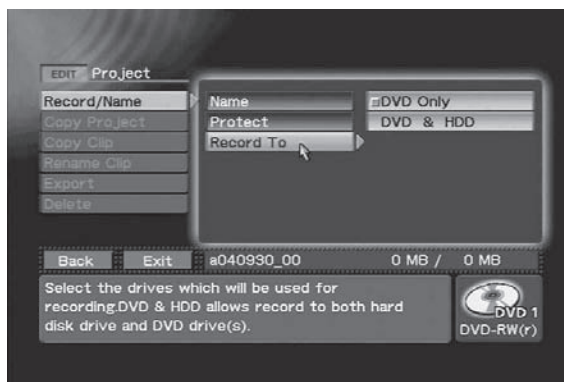 EDIT Project
Record/Name
Copy Project
Copy Clip
Rename Clip
Export
Delete
Name
Protect
Record To
DVD Only
DVD & HDD
Back Exit a040930_00 0 MB / 0 MB
Select the drives which will be used for
recording.DVD & HDD allows record to both hard
disk drive and DVD drive(s).
DVD 1
DVD-RW(r)